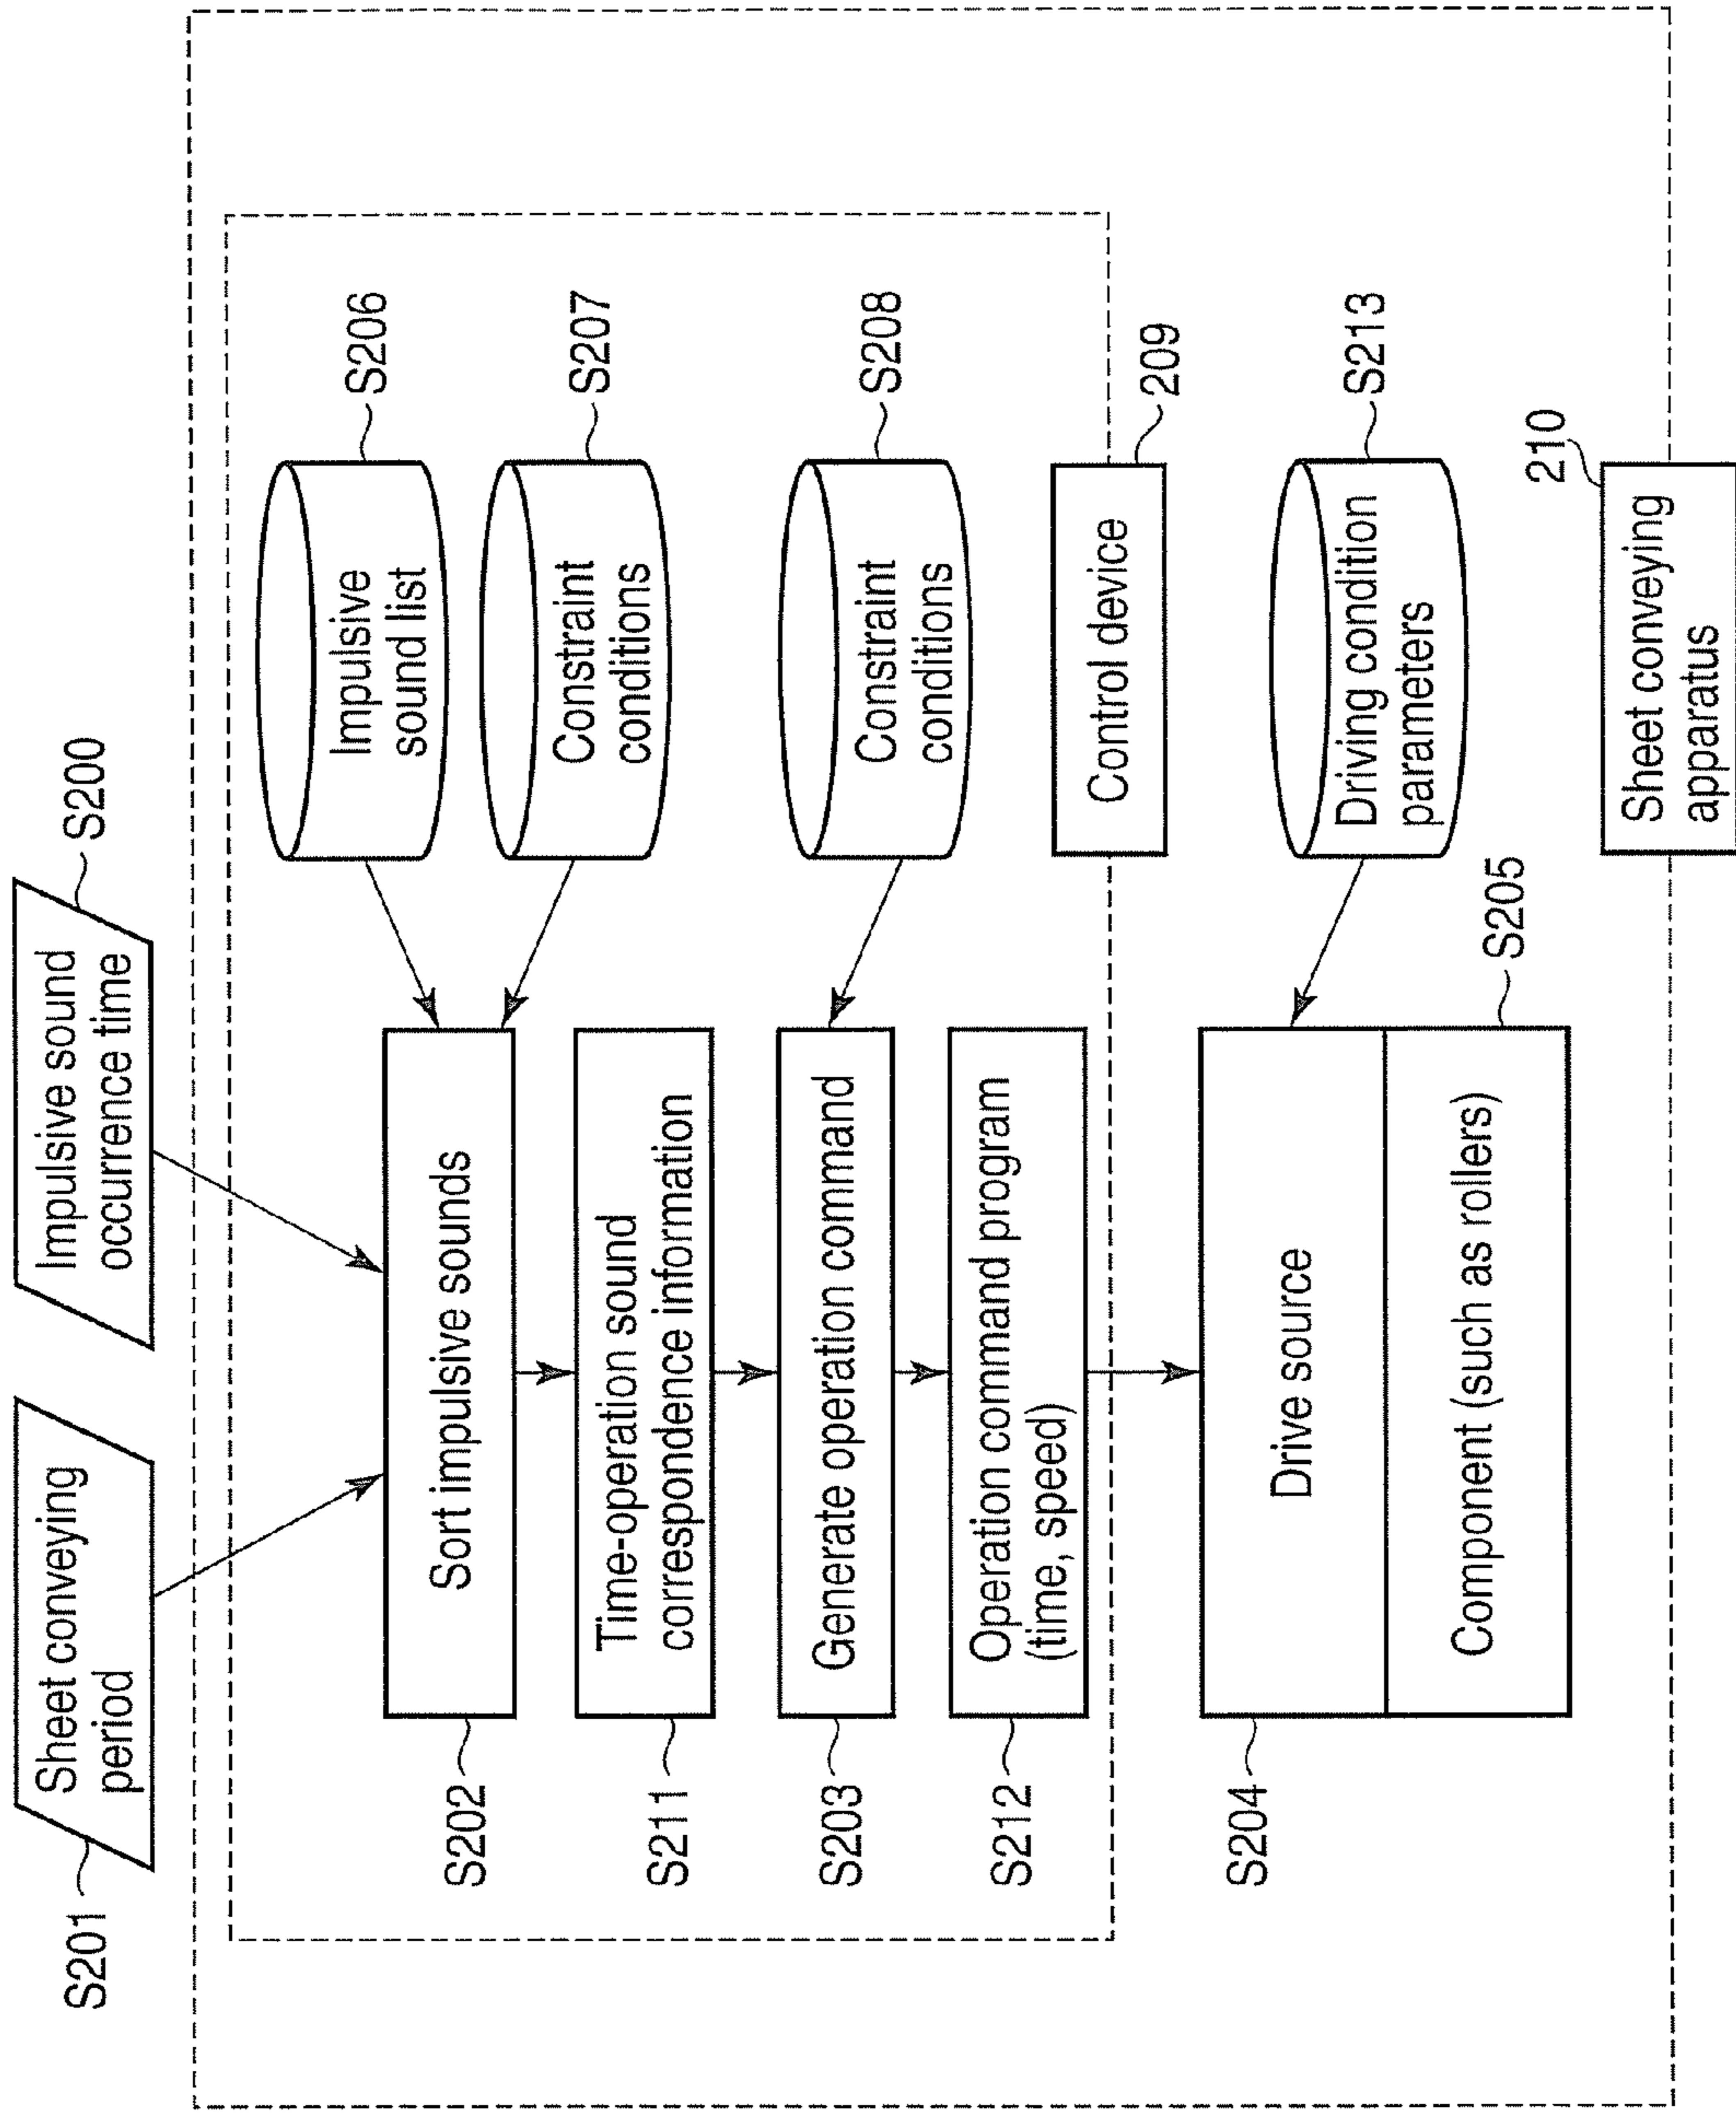 S201
Sheet conveying
period
Impulsive sound
occurrence time
S200
S202
Sort impulsive sounds
Impulsive
sound list
S206
Constraint
conditions
S207
S211
Time-operation sound
correspondence information
S203
Generate operation command
Constraint
conditions
S208
S212
Operation command program
(time, speed)
Control device
209
S204
Drive source
Driving condition
parameters
S213
Component (such as rollers)
S205
Sheet conveying
apparatus
210